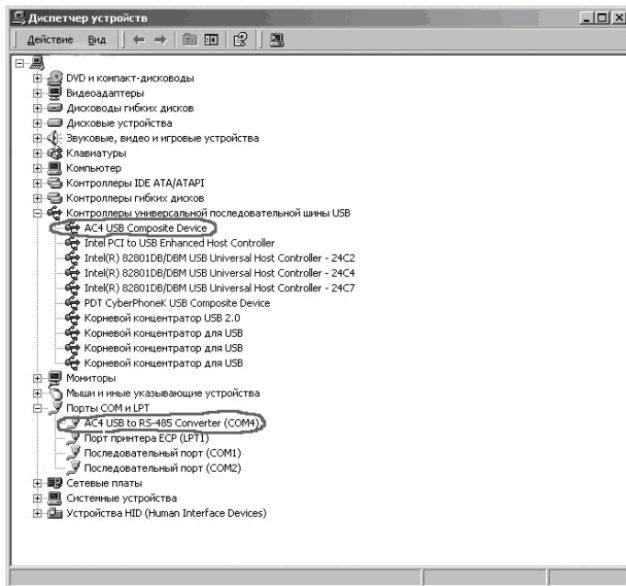 Диспетчер устройств
Действие Вид
DVD и компакт-дисководы
Видеоадаптеры
Дисководы гибких дисков
Дисковые устройства
Звуковые, видео и игровые устройства
Клавиатуры
Компьютер
Контроллеры IDE ATA/ATAPI
Контроллеры гибких дисков
Контроллеры универсальной последовательной шины USB
AC4 USB Composite Device
Intel PCI to USB Enhanced Host Controller
Intel(R) 82801DB/DBM USB Universal Host Controller - 24C2
Intel(R) 82801DB/DBM USB Universal Host Controller - 24C4
Intel(R) 82801DB/DBM USB Universal Host Controller - 24C7
PDT CyberPhoneK USB Composite Device
Корневой концентратор USB 2.0
Корневой концентратор для USB
Корневой концентратор для USB
Корневой концентратор для USB
Мониторы
Мыши и иные указывающие устройства
Порты COM и LPT
AC4 USB to RS-485 Converter (COM4)
Порт принтера ECP (LPT1)
Последовательный порт (COM1)
Последовательный порт (COM2)
Сетевые платы
Системные устройства
Устройства HID (Human Interface Devices)